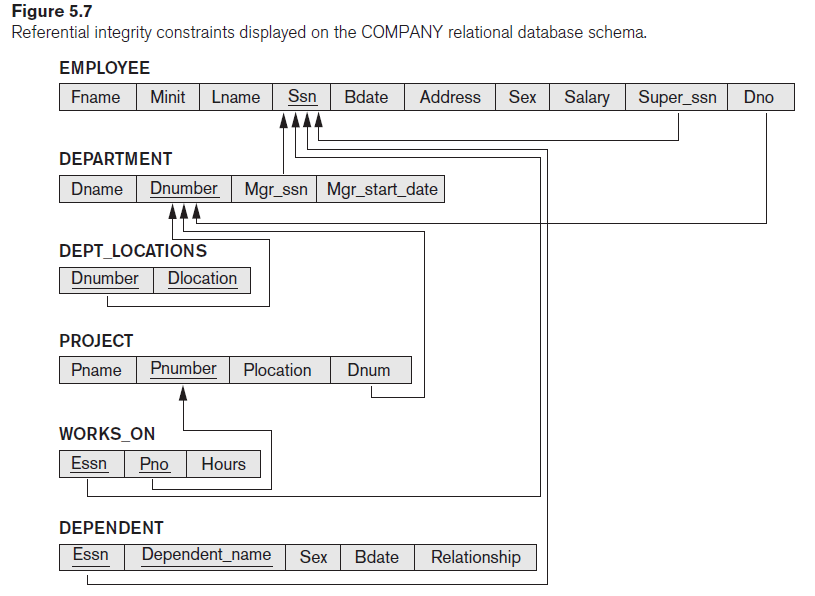 Figure 5.7
Referential integrity constraints displayed on the COMPANY relational database schema.
EMPLOYEE
Fname Minit Lname Ssn Bdate Address Sex Salary Super_ssn Dno
DEPARTMENT
Dname Dnumber Mgr_ssn Mgr_start_date
DEPT_LOCATIONS
Dnumber Dlocation
PROJECT
Pname Pnumber Plocation Dnum
WORKS_ON
Essn Pno Hours
DEPENDENT
Essn Dependent_name Sex Bdate Relationship